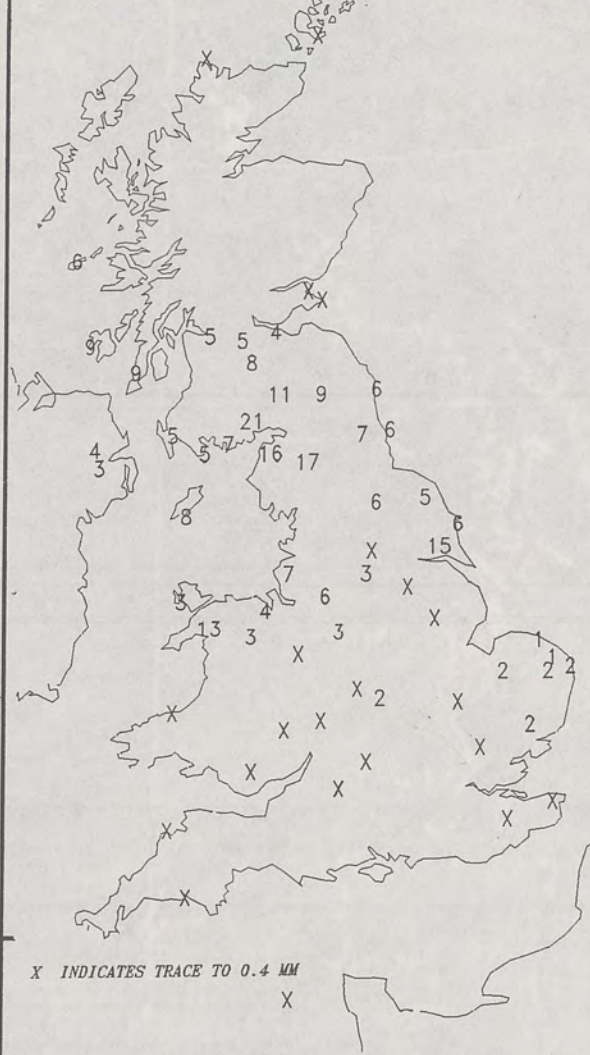 X
X
6
X X
4
5 5
9 8
9
11 9 6
21
5 7 7 6
4 5 16
3 17
8 6 5
6
X 15
7 3
3 6 X
4 X
13 3 3
1
X 1
2 2 2
X
2 X
X X 2
X
X X
X X
X
X
X
X INDICATES TRACE TO 0.4 MM
X